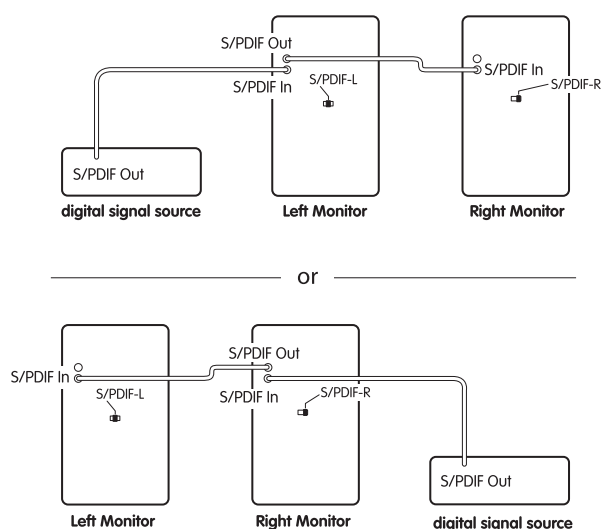 S/PDIF Out
S/PDIF In
S/PDIF-L
S/PDIF In
S/PDIF-R
S/PDIF Out
digital signal source
Left Monitor
Right Monitor
or
S/PDIF In
S/PDIF-L
S/PDIF Out
S/PDIF In
S/PDIF-R
S/PDIF Out
Left Monitor
Right Monitor
digital signal source